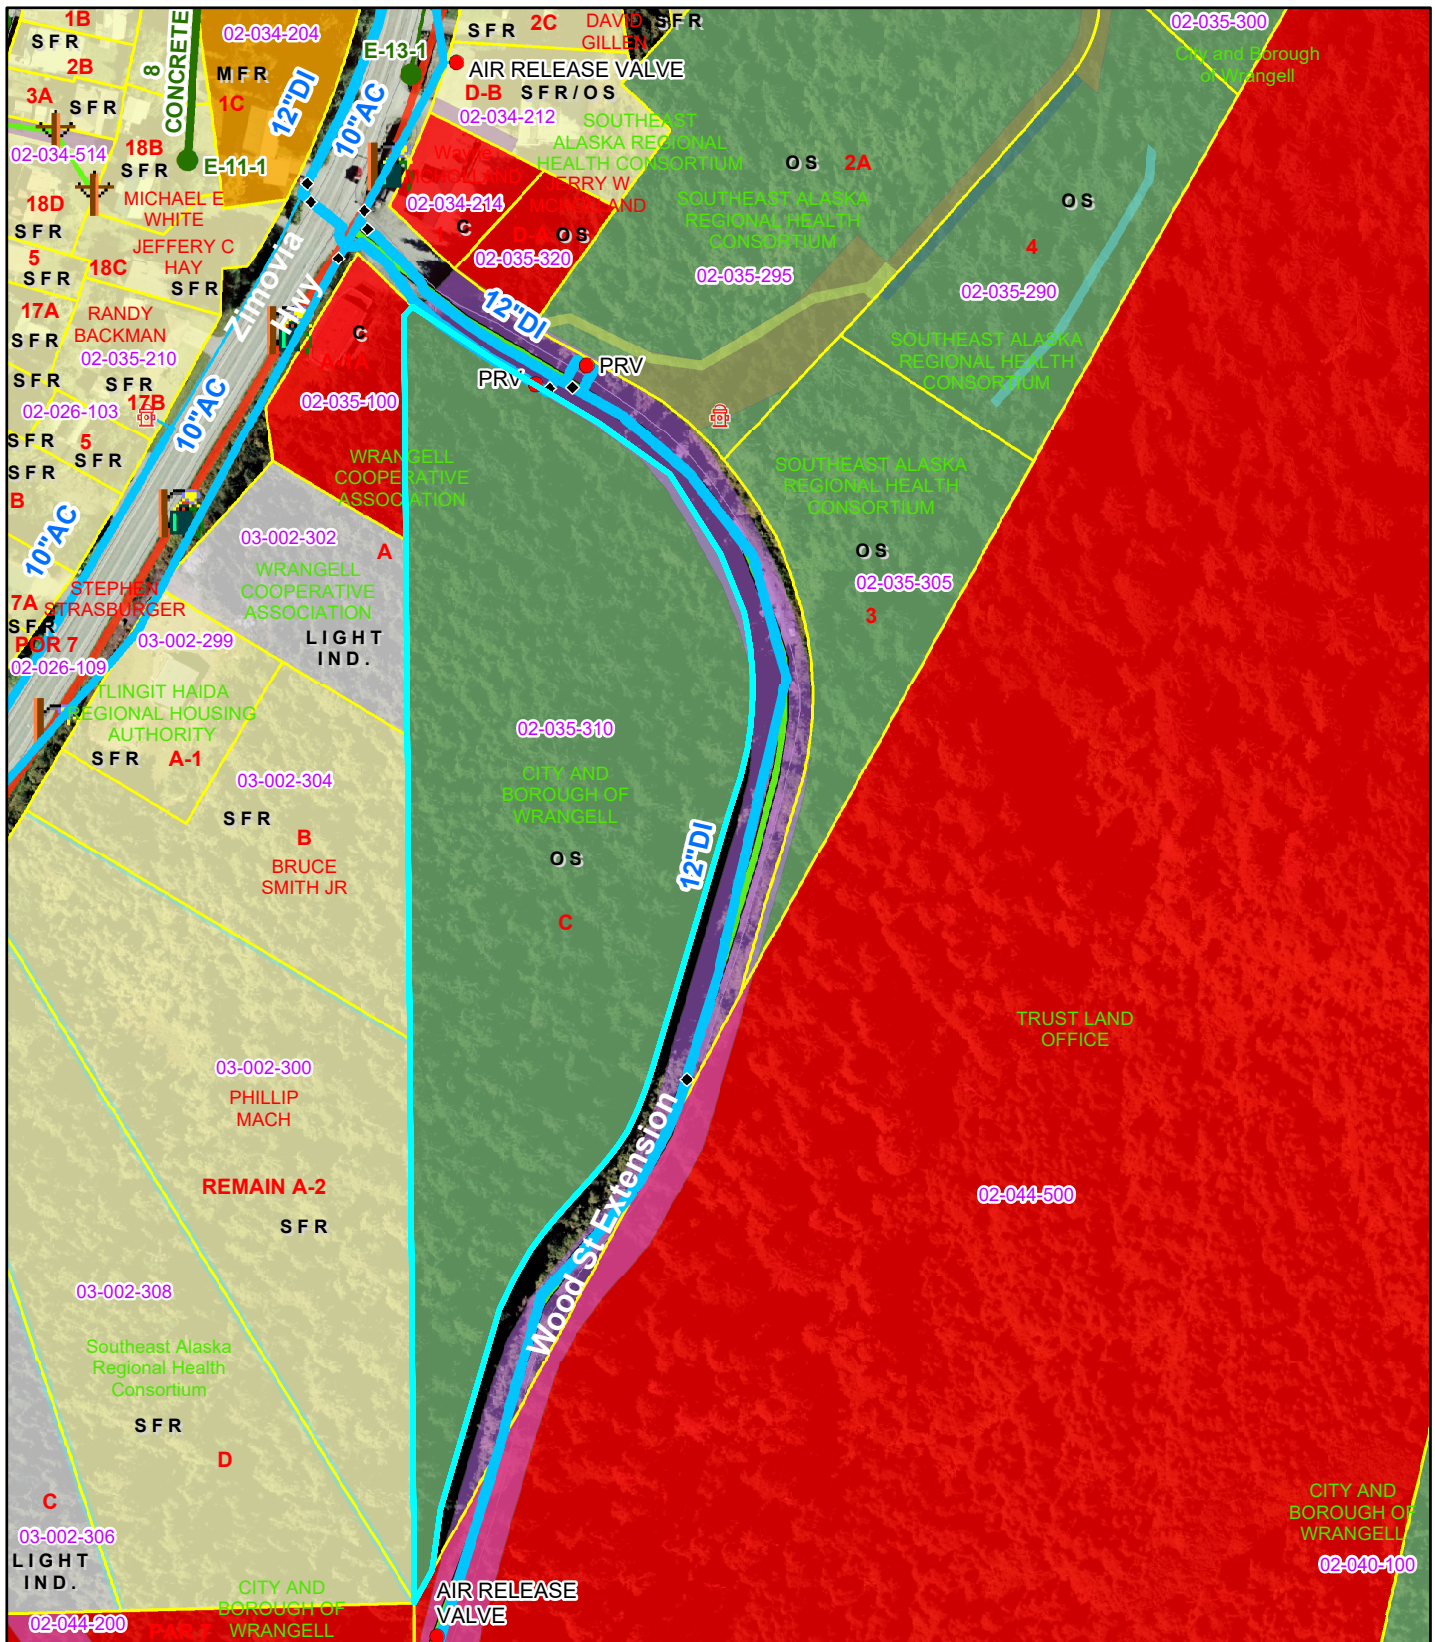 1B
SFR
2B
3A
SFR
02-034-514
18B
SFR
18D
SFR
MICHAEL E
WHITE
5
SFR
18C
JEFFERY C
HAY
SFR
17A
SFR
RANDY
BACKMAN
02-035-210
SFR
SFR
17B
02-026-103
SFR
5
SFR
SFR
B
8
CONCRETE
E-11-1
02-034-204
MFR
1C
12"DI
10"AC
E-13-1
SFR
2C
DAVID
GILLEN
SFR
AIR RELEASE VALVE
D-B
SFR/OS
02-034-212
SOUTHEAST
ALASKA REGIONAL
HEALTH CONSORTIUM
JERRY W
02-034-214
C
OS
02-035-320
OS
2A
SOUTHEAST ALASKA
REGIONAL HEALTH
CONSORTIUM
02-035-295
02-035-300
City and Borough
of Wrangell
OS
4
02-035-290
SOUTHEAST ALASKA
REGIONAL HEALTH
CONSORTIUM
Zimovia
Hwy
C
A-1A
02-035-100
WRANGELL
COOPERATIVE
ASSOCIATION
12"DI
PRV
PRV
SOUTHEAST ALASKA
REGIONAL HEALTH
CONSORTIUM
OS
02-035-305
3
10"AC
10"AC
03-002-302
A
WRANGELL
COOPERATIVE
ASSOCIATION
LIGHT
IND.
STEPHEN
STRASBURGER
7A
SFR
POR 7
02-026-109
03-002-299
TLINGIT HAIDA
REGIONAL HOUSING
AUTHORITY
SFR
A-1
03-002-304
SFR
B
BRUCE
SMITH JR
02-035-310
CITY AND
BOROUGH OF
WRANGELL
OS
C
12"DI
TRUST LAND
OFFICE
02-044-500
03-002-300
PHILLIP
MACH
REMAIN A-2
SFR
Wood St Extension
03-002-308
Southeast Alaska
Regional Health
Consortium
SFR
D
C
03-002-306
LIGHT
IND.
02-044-200
CITY AND
BOROUGH OF
WRANGELL
AIR RELEASE
VALVE
CITY AND
BOROUGH OF
WRANGELL
02-040-100